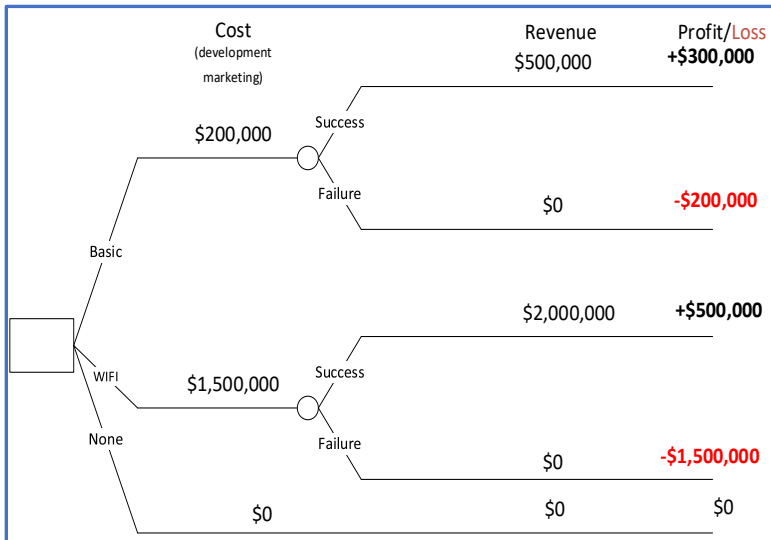 Cost
(development
marketing)
Revenue
Profit/Loss
$500,000
+$300,000
Success
$200,000
Failure
$0
-$200,000
Basic
$2,000,000
+$500,000
WIFI
$1,500,000
Success
Failure
$0
-$1,500,000
None
$0
$0
$0